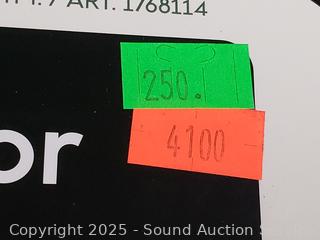 ART. 1768114
250.
4100
or
Copyright 2025 - Sound Auction